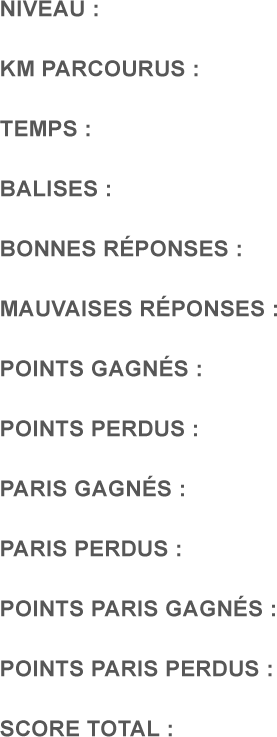 NIVEAU :
KM PARCOURUS :
TEMPS :
BALISES :
BONNES RÉPONSES :
MAUVAISES RÉPONSES :
POINTS GAGNÉS :
POINTS PERDUS :
PARIS GAGNÉS :
PARIS PERDUS :
POINTS PARIS GAGNÉS :
POINTS PARIS PERDUS :
SCORE TOTAL :